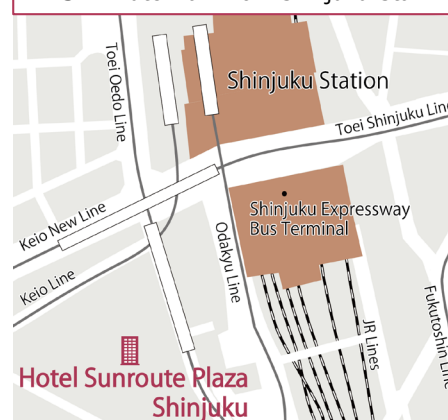 Toei Oedo Line
Shinjuku Station
Toei Shinjuku Line
Shinjuku Expressway
Bus Terminal
Keio New Line
Keio Line
Odakyu Line
JR Lines
Fukutoshin Line
Hotel Sunroute Plaza
Shinjuku